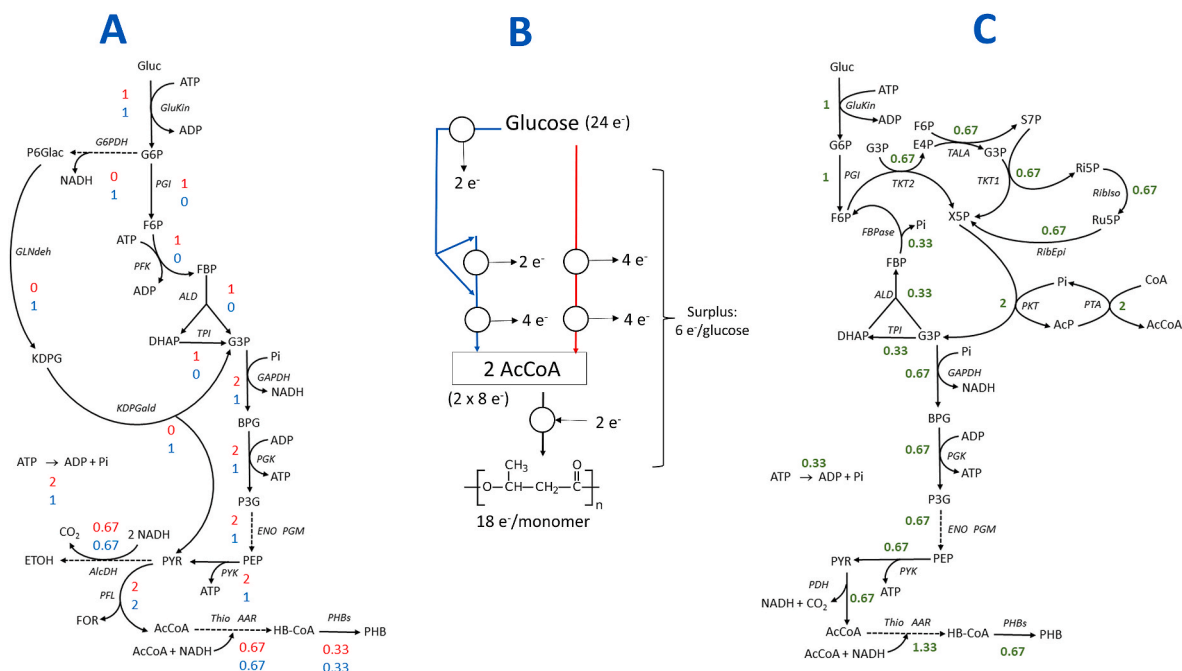 A
Gluc
ATP
1
1
GluKin
ADP
G6PDH
P6Glac
G6P
NADH
0
1
PGI
1
0
F6P
ATP
1
0
PFK
ADP
FBP
GLNdeh
ALD
1
0
0
1
TPI
DHAP
G3P
1
0
Pi
KDPG
GAPDH
2
1
NADH
KDPGald
BPG
0
1
ADP
ATP → ADP + Pi
2
1
2
1
PGK
ATP
P3G
CO2
0.67
0.67
2 NADH
2
1
ENO PGM
ETOH
PYR
PEP
AlcDH
PYK
2
1
ATP
PFL
2
2
FOR
Thio AAR
PHBs
AcCoA
HB-CoA
PHB
AcCoA + NADH
0.67
0.67
0.33
0.33
B
Glucose (24 e-)
2 e-
2 e-
4 e-
4 e-
4 e-
Surplus:
6 e-/glucose
2 AcCoA
(2 x 8 e-)
2 e-
CH3
O
O CH CH2 C
n
18 e-/monomer
C
Gluc
ATP
1
GluKin
ADP
F6P
0.67
S7P
G6P
G3P
E4P
TALA
G3P
0.67
1
PGI
TKT2
TKT1
0.67
Ri5P
RibIso
0.67
F6P
X5P
Ru5P
FBPase
Pi
0.33
0.67
RibEpi
FBP
ALD
0.33
Pi
CoA
2
PKT
PTA
2
AcP
AcCoA
TPI
DHAP
G3P
0.33
Pi
0.67
GAPDH
NADH
BPG
ADP
0.67
PGK
ATP
0.33
ATP → ADP + Pi
P3G
0.67
ENO PGM
0.67
PYR
PEP
PYK
ATP
PDH
NADH + CO2
0.67
Thio AAR
PHBs
AcCoA
HB-CoA
PHB
AcCoA + NADH
1.33
0.67